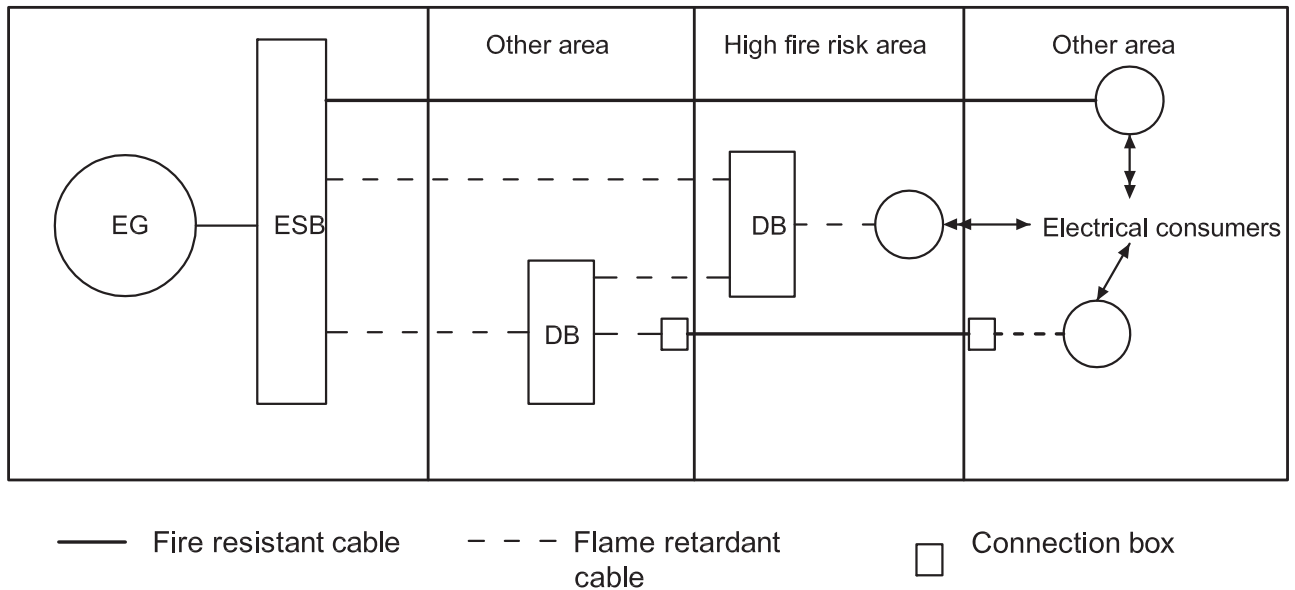 Other area
High fire risk area
Other area
EG
ESB
DB
Electrical consumers
DB
Fire resistant cable
Flame retardant
cable
Connection box